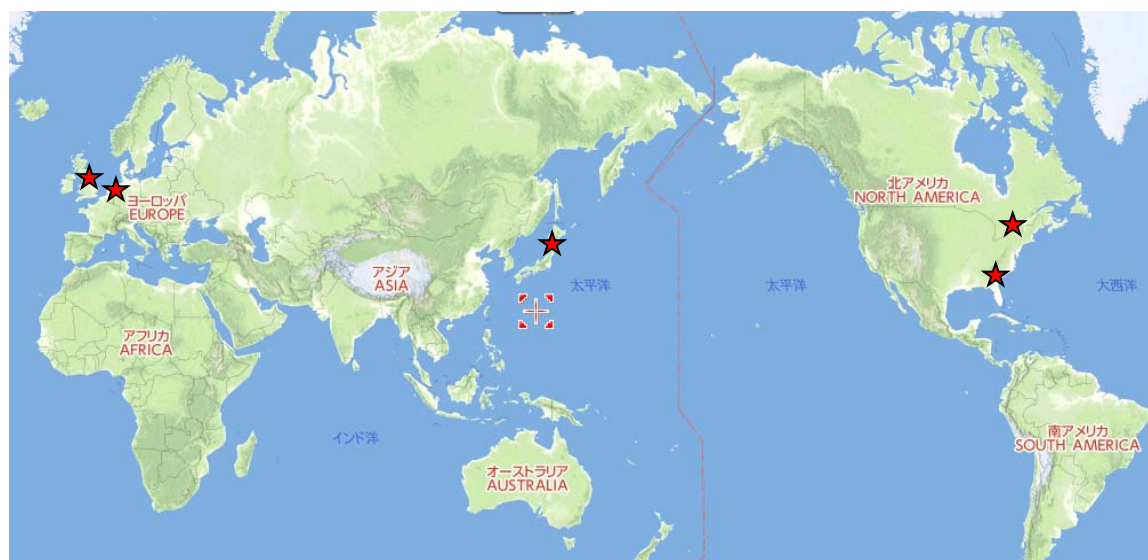 ヨーロッパ
EUROPE
北アメリカ
NORTH AMERICA
アジア
ASIA
太平洋
太平洋
大西洋
アフリカ
AFRICA
インド洋
南アメリカ
SOUTH AMERICA
オーストラリア
AUSTRALIA